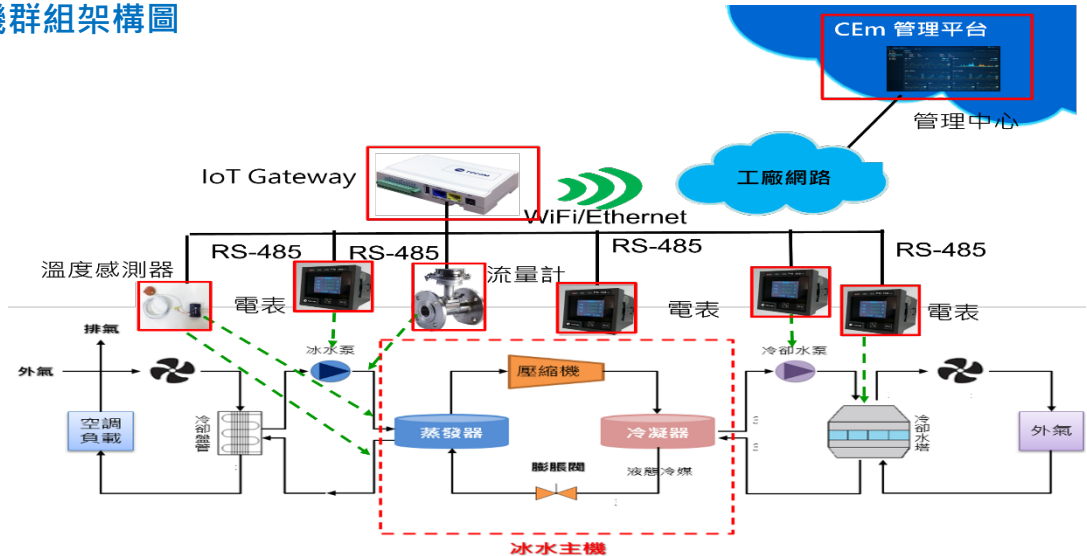 機群組架構圖
CEm 管理平台
管理中心
IoT Gateway
工廠網路
WiFi/Ethernet
RS-485
RS-485
RS-485
RS-485
溫度感測器
流量計
電表
電表
電表
電表
排氣
冰水泵
冷卻水泵
外氣
壓縮機
空調
負載
冷卻盤管
蒸發器
冷凝器
冷卻水塔
外氣
膨脹閥
液態冷媒
冰水主機